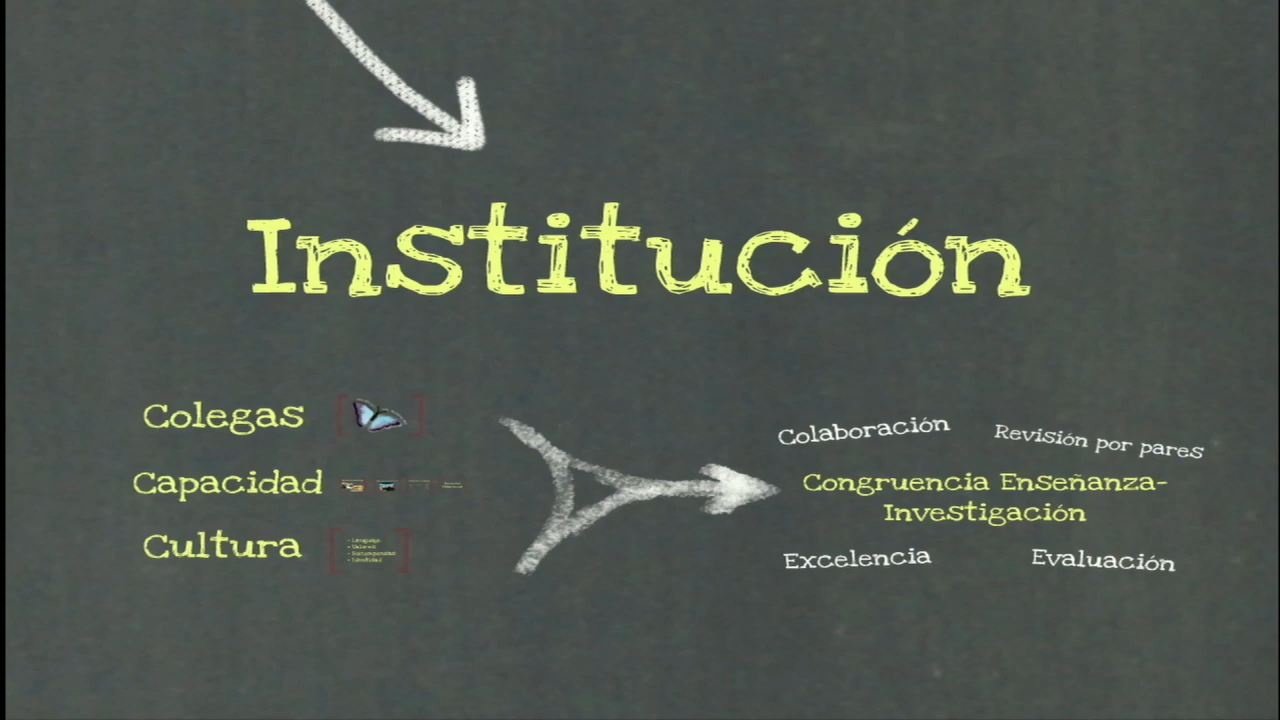 Institución
Colegas
Capacidad
Cultura
Colaboración
Revisión por pares
Congruencia Enseñanza-
Investigación
Excelencia
Evaluación